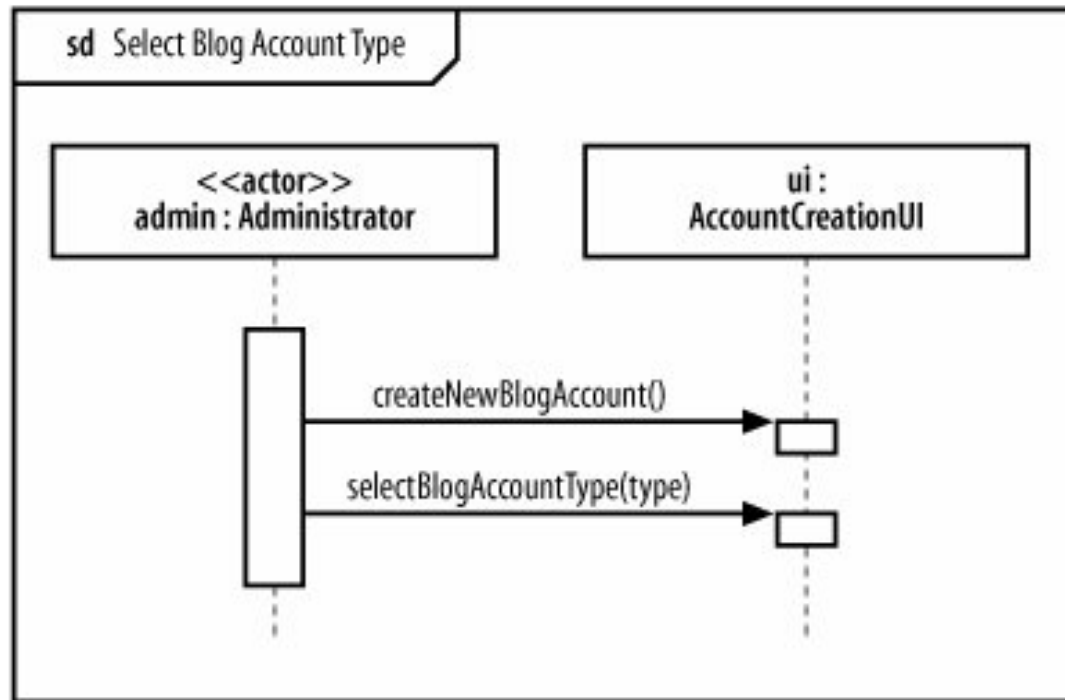 sd Select Blog Account Type
<<actor>>
admin : Administrator
ui :
AccountCreationUI
createNewBlogAccount()
selectBlogAccountType(type)